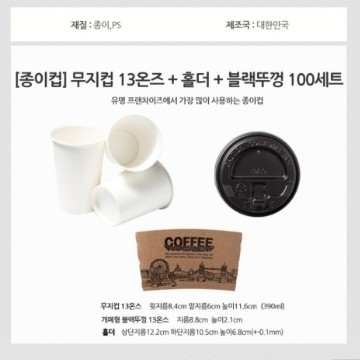 재질 : 종이,PS
제조국 : 대한민국
[종이컵] 무지컵 13온즈 + 홀더 + 블랙뚜껑 100세트
유명 프랜차이즈에서 가장 많이 사용하는 종이컵
COFFEE
무지컵 13온스 윗지름8.4cm 밑지름6cm 높이11.6cm (390ml)
개폐형 블랙뚜껑 13온스 지름8.8cm 높이2.1cm
홀더 상단지름12.2cm 하단지름10.5cm 높이6.8cm(+-0.1mm)